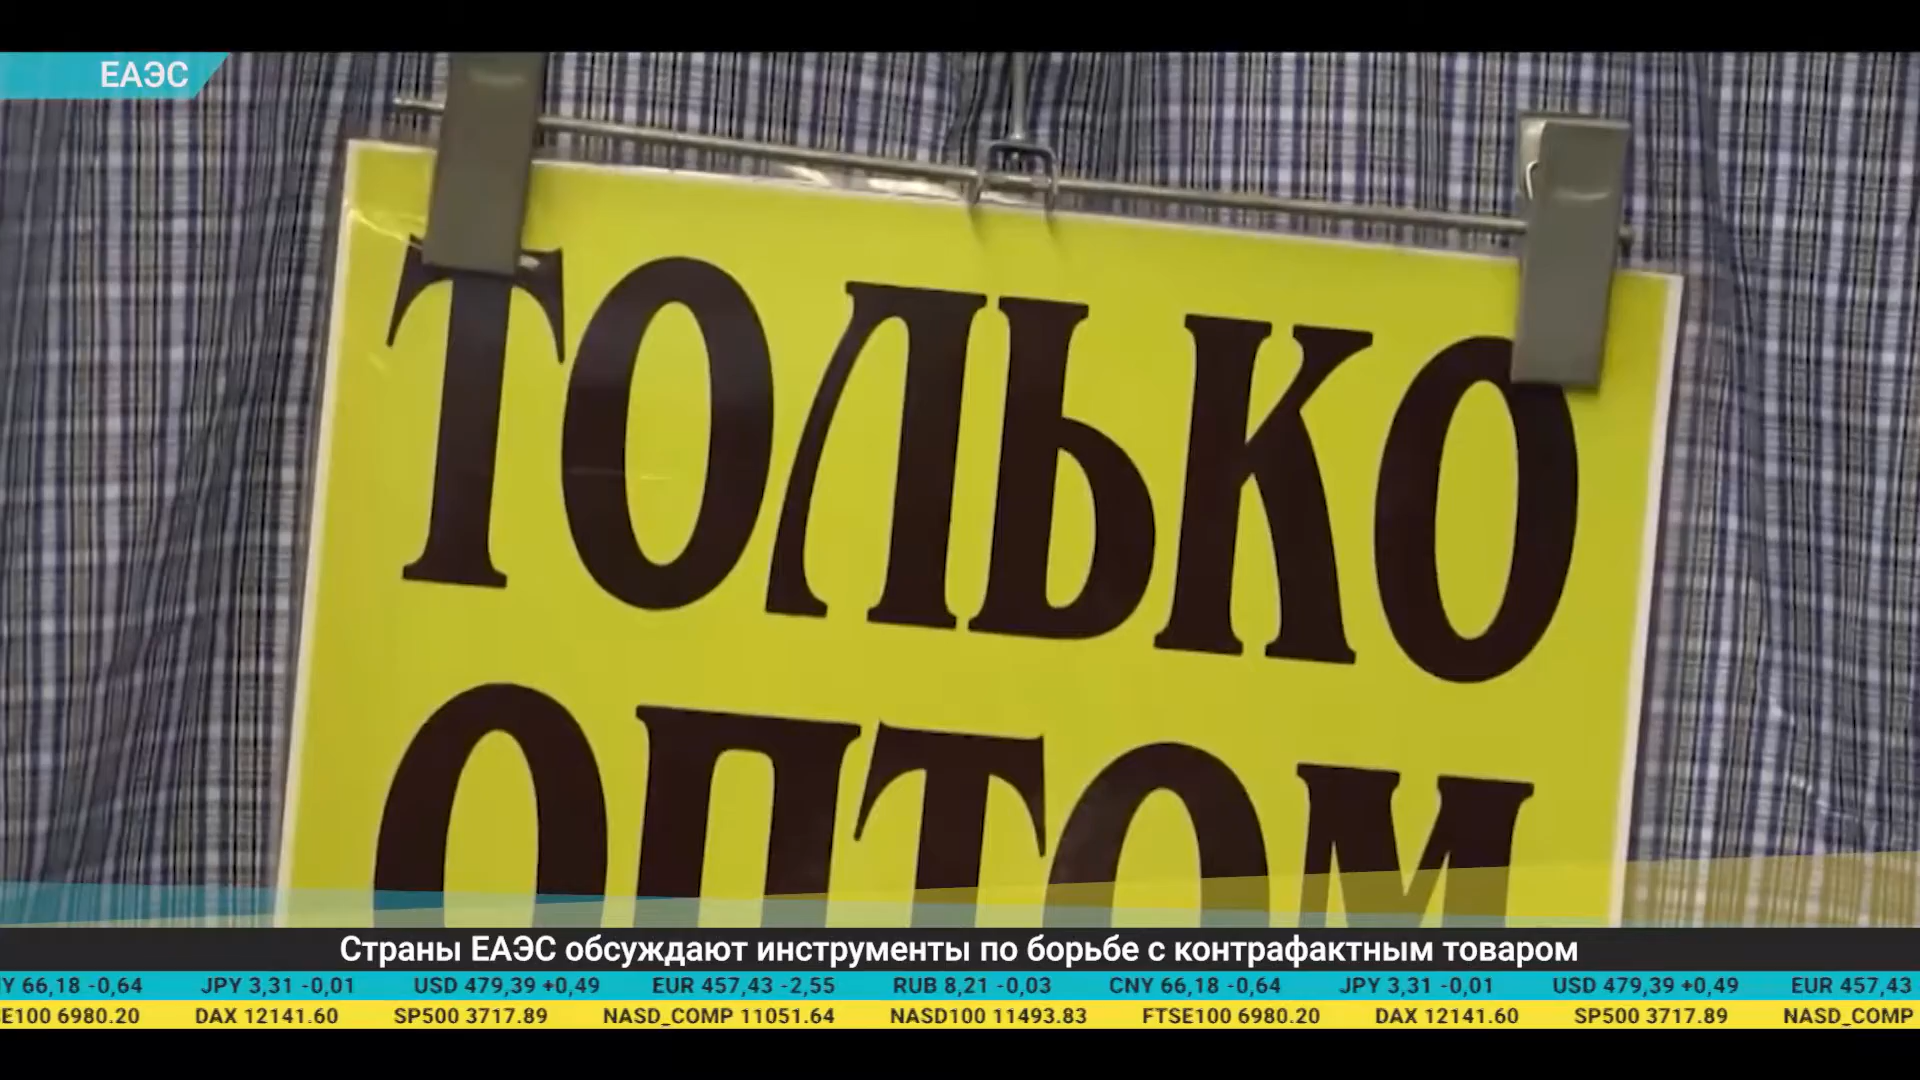 ЕАЭС
ТОЛЬКО
ОПТОМ
Страны ЕАЭС обсуждают инструменты по борьбе с контрафактным товаром
Y 66,18 -0,64 JPY 3,31 -0,01 USD 479,39 +0,49 EUR 457,43 -2,55 RUB 8,21 -0,03 CNY 66,18 -0,64 JPY 3,31 -0,01 USD 479,39 +0,49 EUR 457,43
E100 6980.20 DAX 12141.60 SP500 3717.89 NASD_COMP 11051.64 NASD100 11493.83 FTSE100 6980.20 DAX 12141.60 SP500 3717.89 NASD_COMP